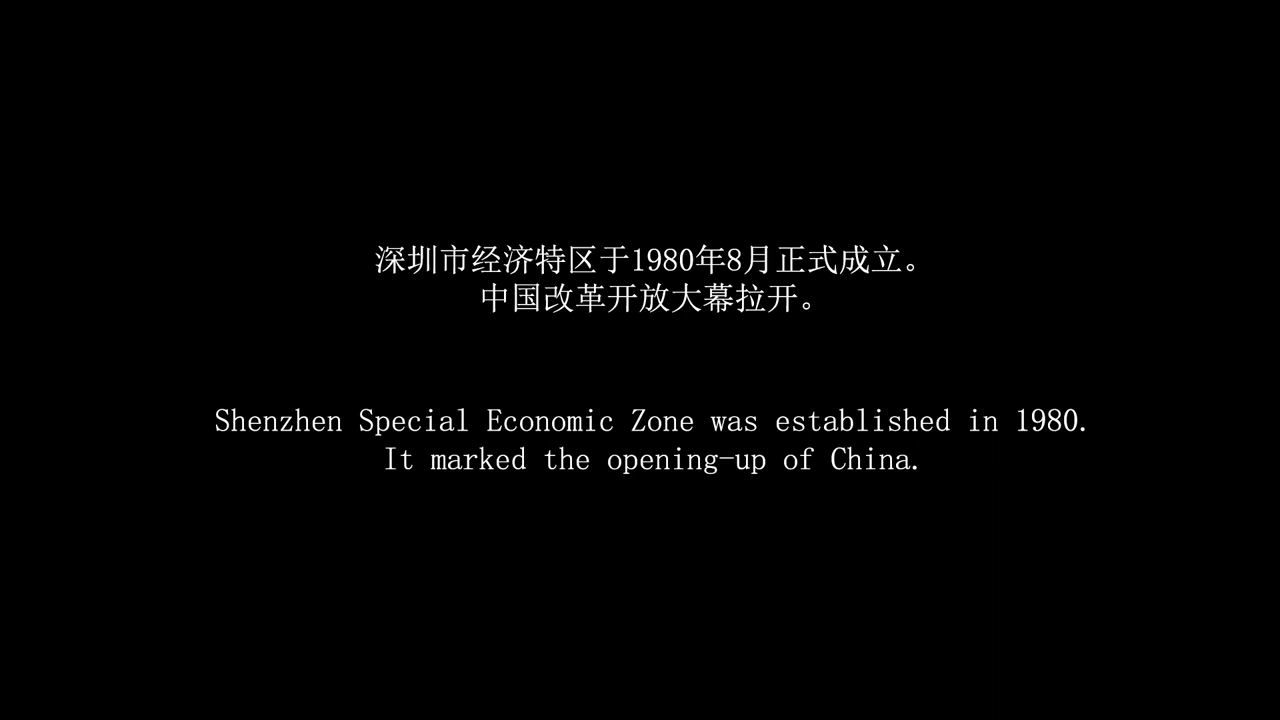 深圳市经济特区于1980年8月正式成立。
中国改革开放大幕拉开。
Shenzhen Special Economic Zone was established in 1980.
It marked the opening-up of China.